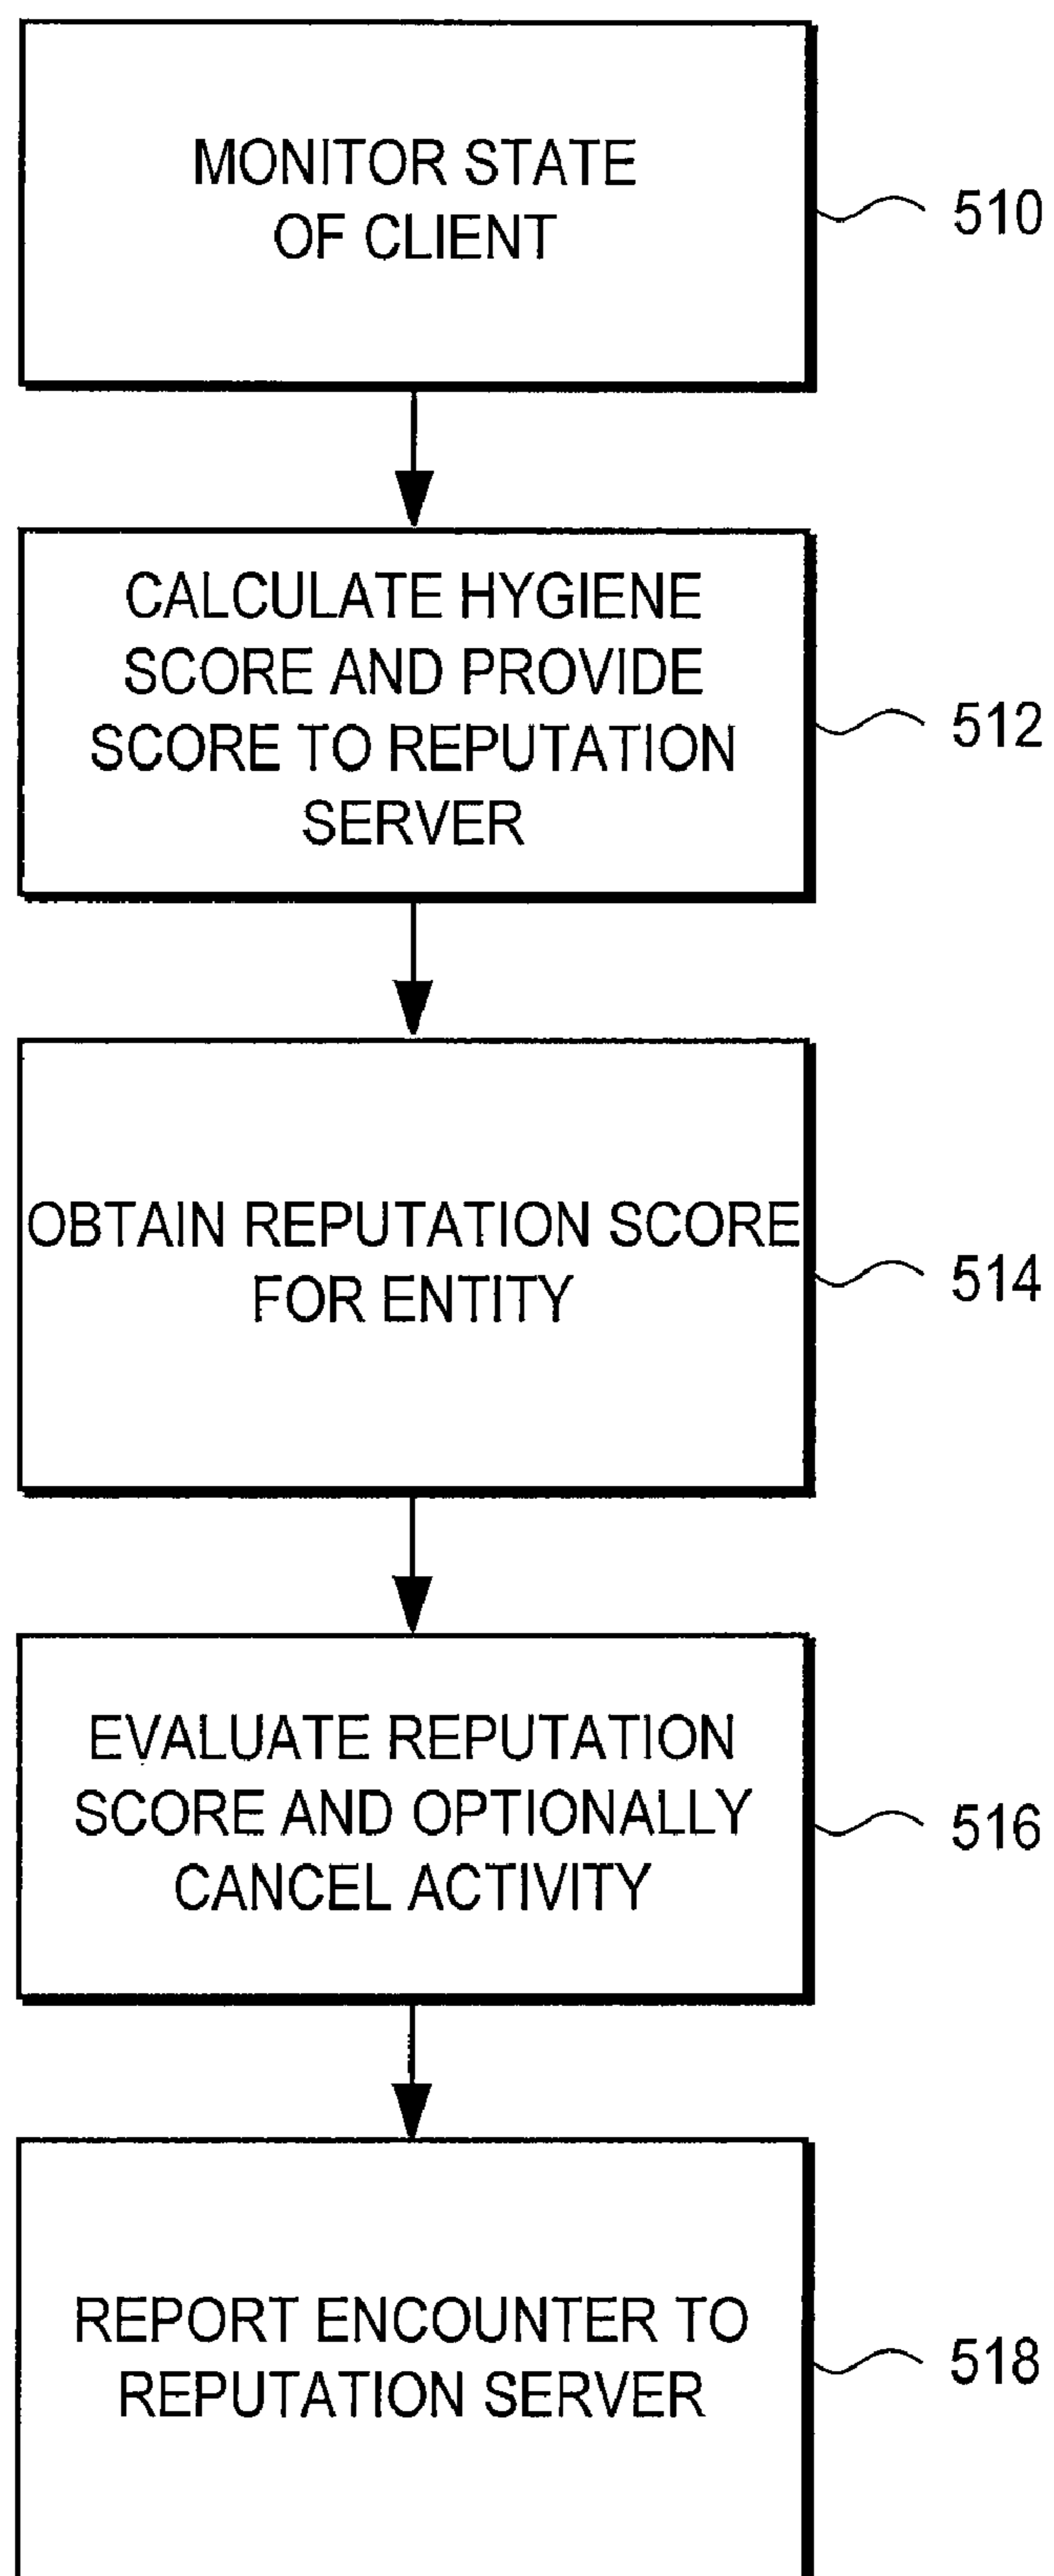 MONITOR STATE
OF CLIENT
510
CALCULATE HYGIENE
SCORE AND PROVIDE
SCORE TO REPUTATION
SERVER
512
OBTAIN REPUTATION SCORE
FOR ENTITY
514
EVALUATE REPUTATION
SCORE AND OPTIONALLY
CANCEL ACTIVITY
516
REPORT ENCOUNTER TO
REPUTATION SERVER
518